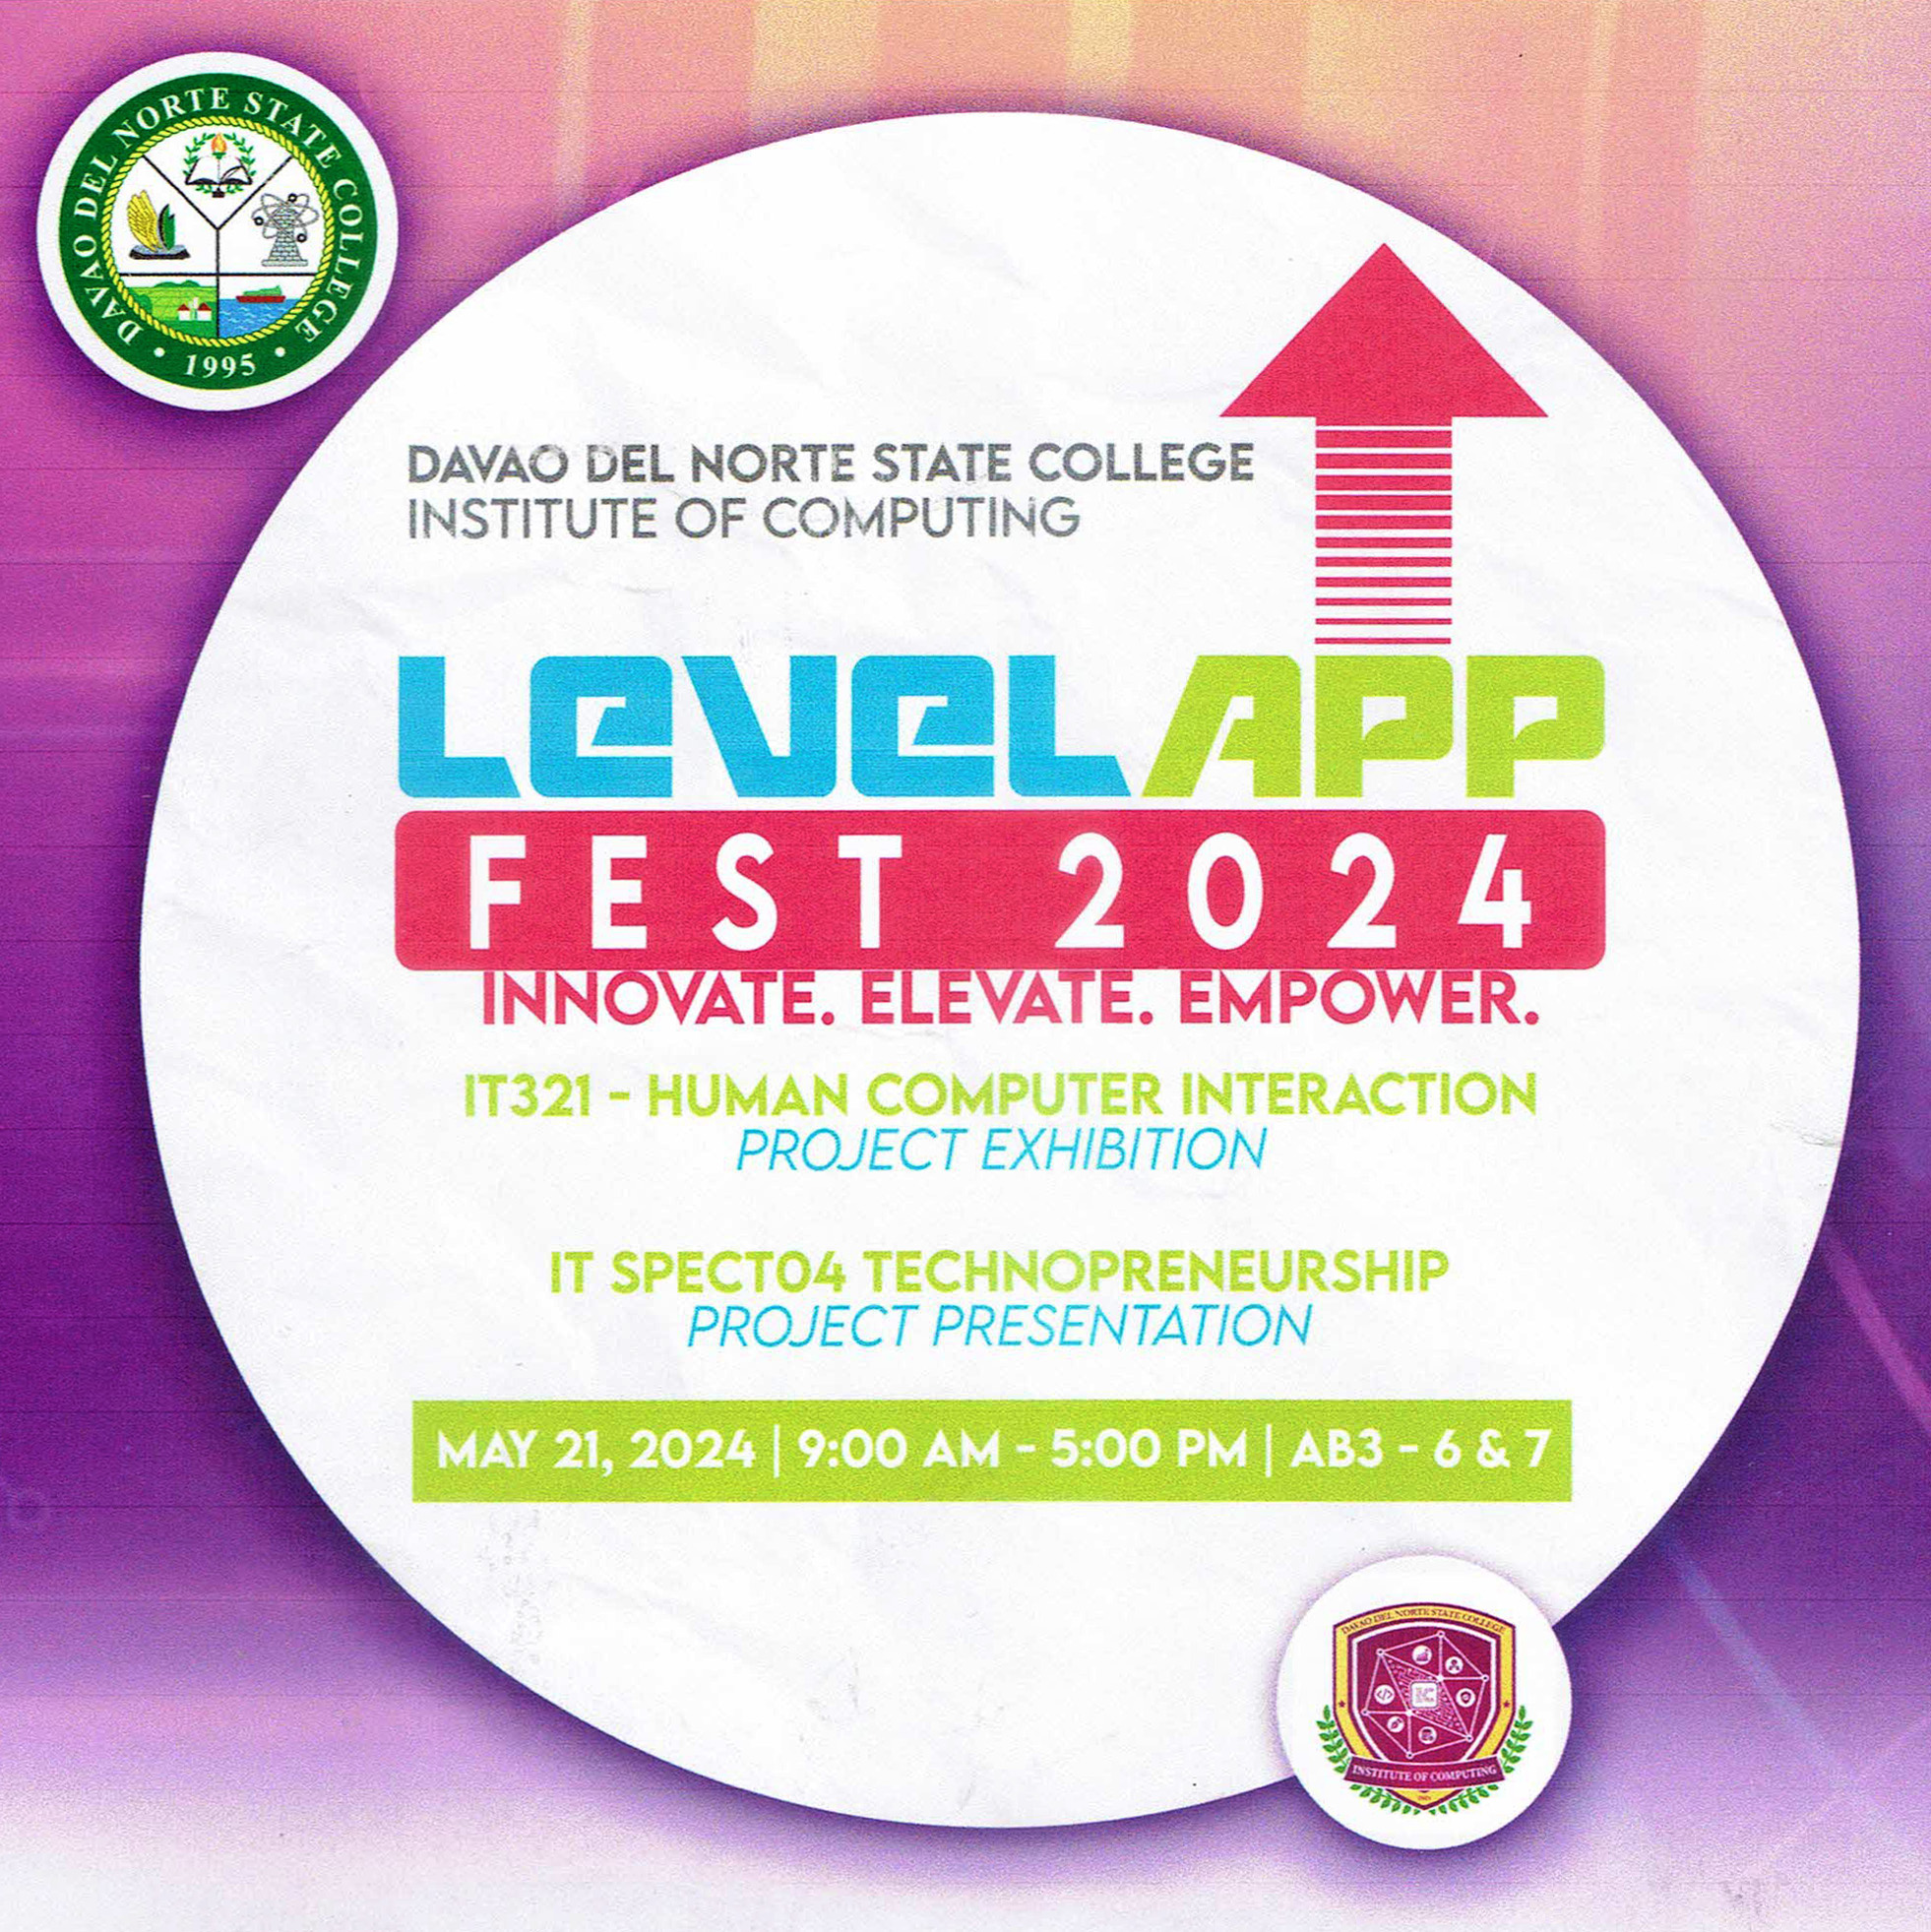 DAVAO DEL NORTE STATE COLLEGE
1995
DAVAO DEL NORTE STATE COLLEGE
INSTITUTE OF COMPUTING
LEVELAPP
FEST 2024
INNOVATE. ELEVATE. EMPOWER.
IT321 - HUMAN COMPUTER INTERACTION
PROJECT EXHIBITION
IT SPECT04 TECHNOPRENEURSHIP
PROJECT PRESENTATION
MAY 21, 2024 | 9:00 AM - 5:00 PM | AB3 - 6 & 7
DAVAO DEL NORTE STATE COLLEGE
INSTITUTE OF COMPUTING